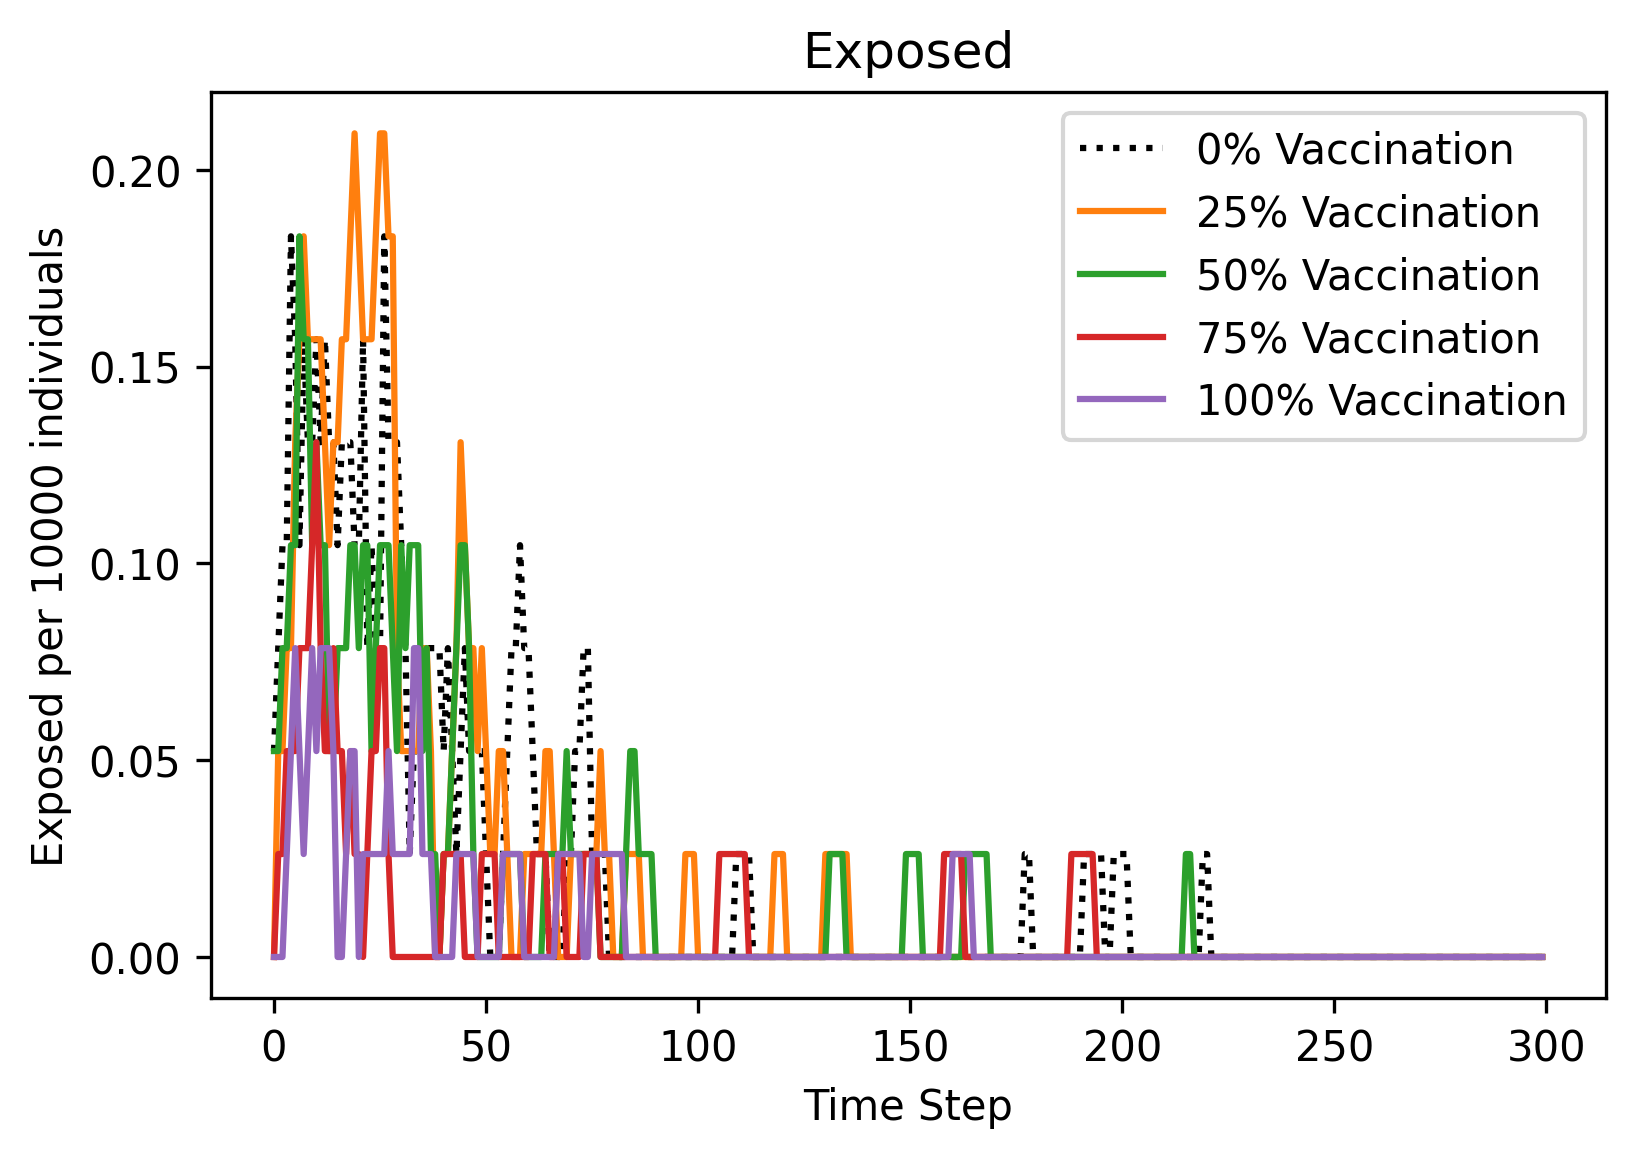 Exposed
0% Vaccination
25% Vaccination
50% Vaccination
75% Vaccination
100% Vaccination
Exposed per 10000 individuals
0.20
0.15
0.10
0.05
0.00
0 50 100 150 200 250 300
Time Step